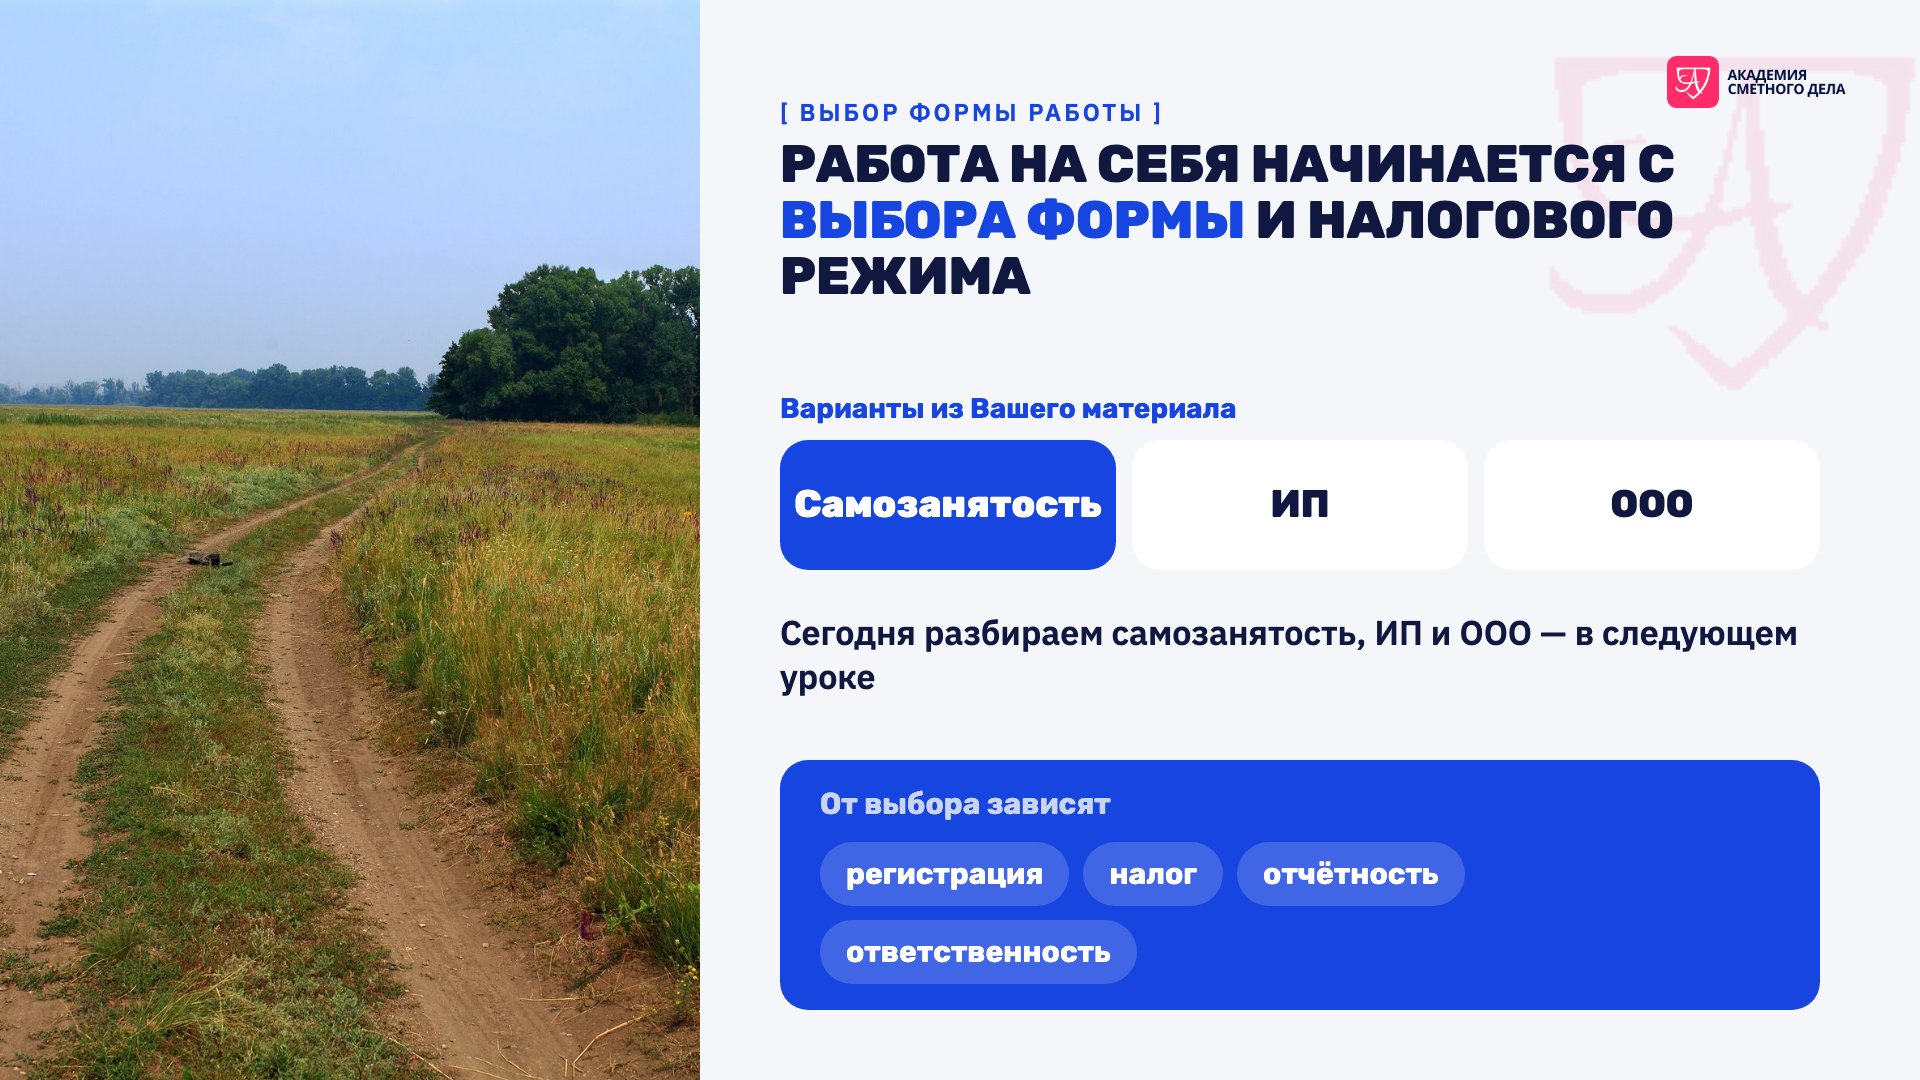 АКАДЕМИЯ
СМЕТНОГО ДЕЛА
[ ВЫБОР ФОРМЫ РАБОТЫ ]
РАБОТА НА СЕБЯ НАЧИНАЕТСЯ С
ВЫБОРА ФОРМЫ И НАЛОГОВОГО
РЕЖИМА
Варианты из Вашего материала
Самозанятость
ИП
ООО
Сегодня разбираем самозанятость, ИП и ООО — в следующем
уроке
От выбора зависят
регистрация
налог
отчётность
ответственность